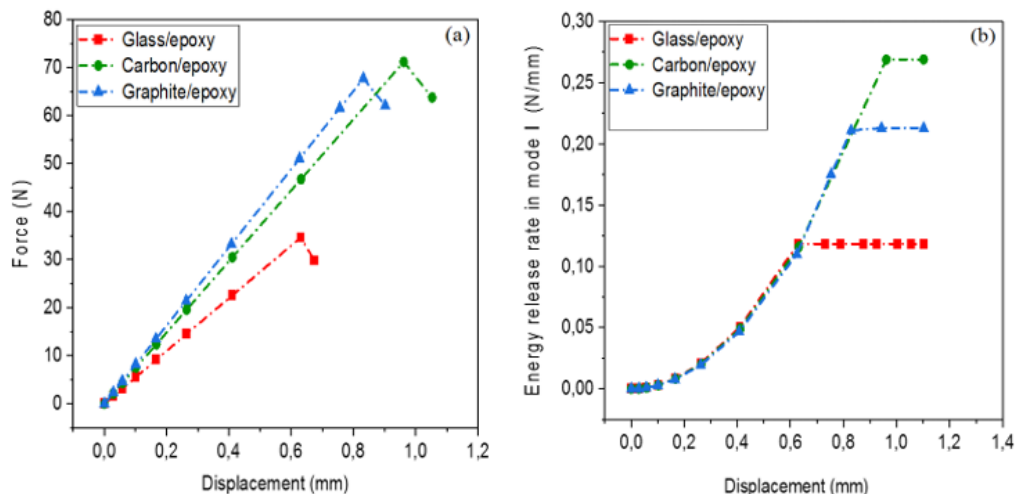 (a)
Glass/epoxy
Carbon/epoxy
Graphite/epoxy
Force (N)
80
70
60
50
40
30
20
10
0
0,0 0,2 0,4 0,6 0,8 1,0 1,2
Displacement (mm)
(b)
Glass/epoxy
Carbon/epoxy
Graphite/epoxy
Energy release rate in mode I (N/mm)
0,30
0,25
0,20
0,15
0,10
0,05
0,00
0,0 0,2 0,4 0,6 0,8 1,0 1,2 1,4
Displacement (mm)